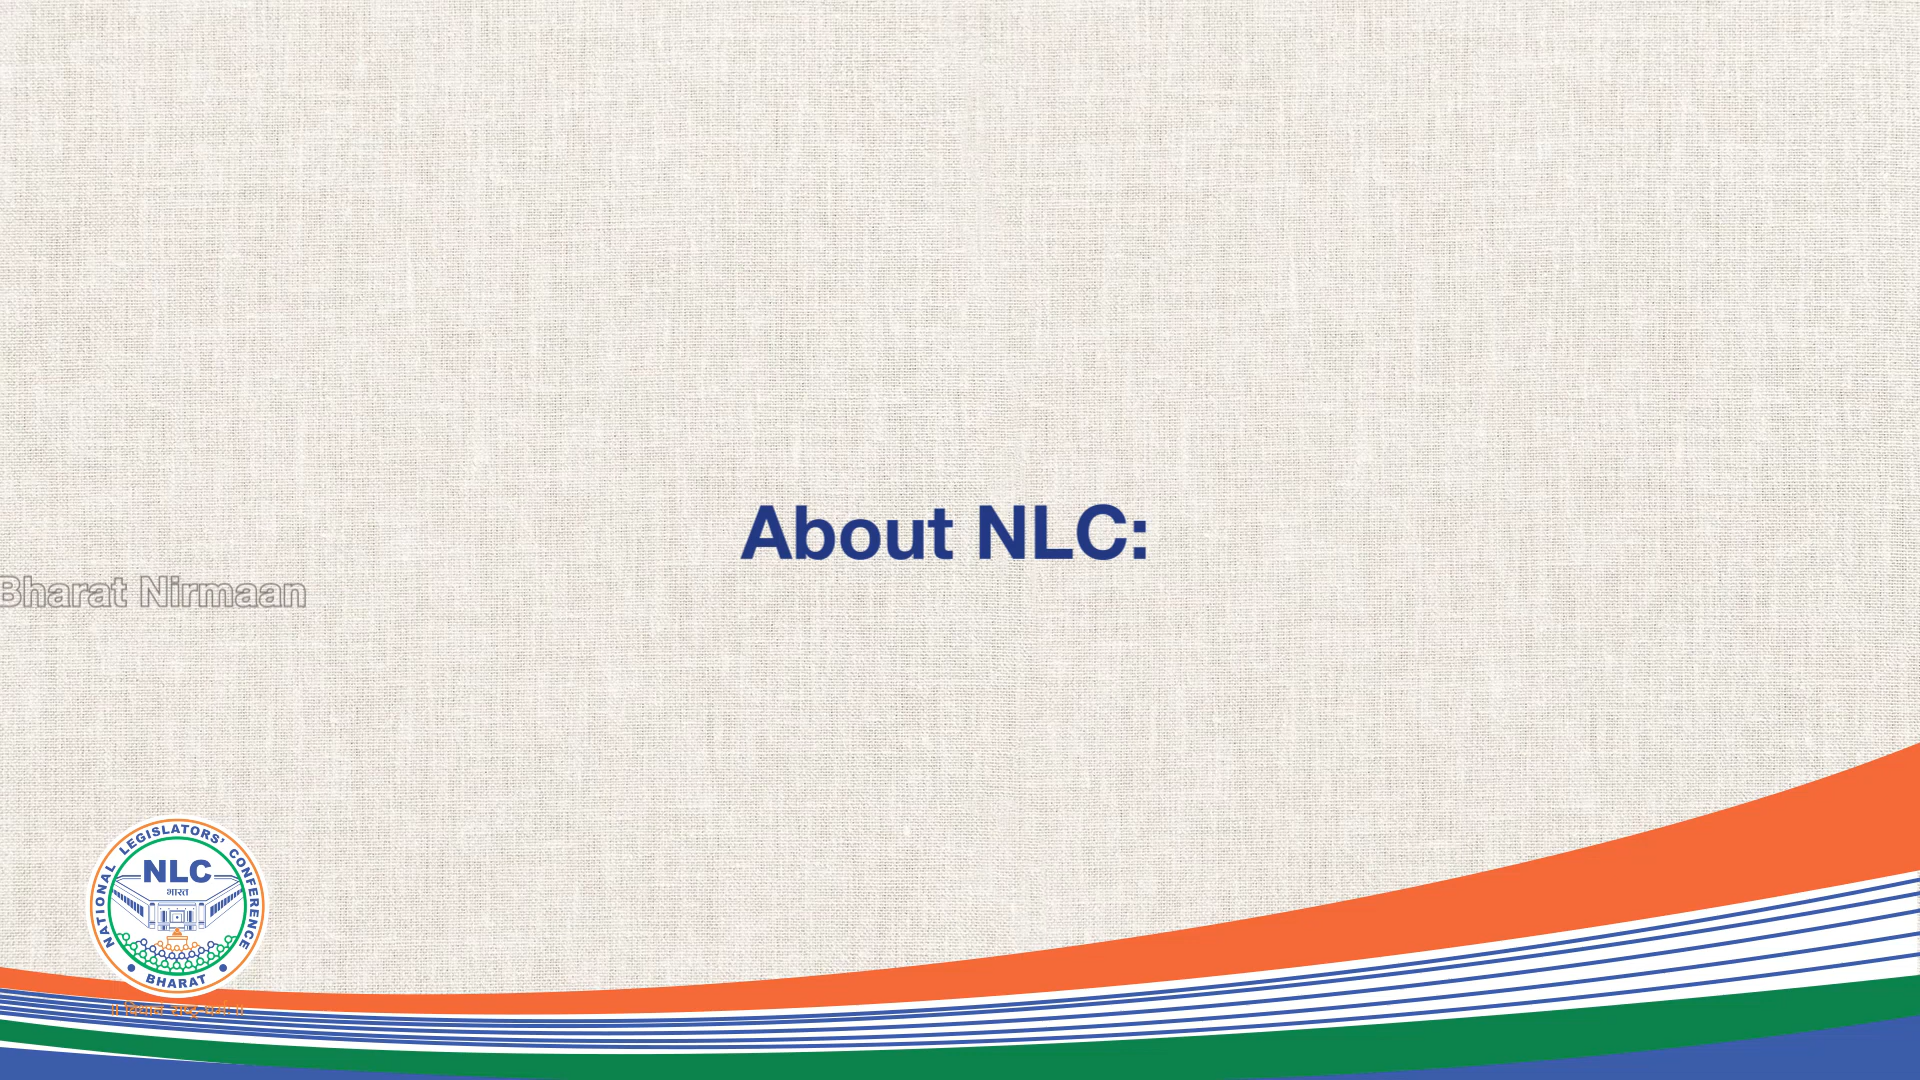 About NLC:
Bharat Nirmaan
NATIONAL LEGISLATORS' CONFERENCE
NLC
भारत
BHARAT